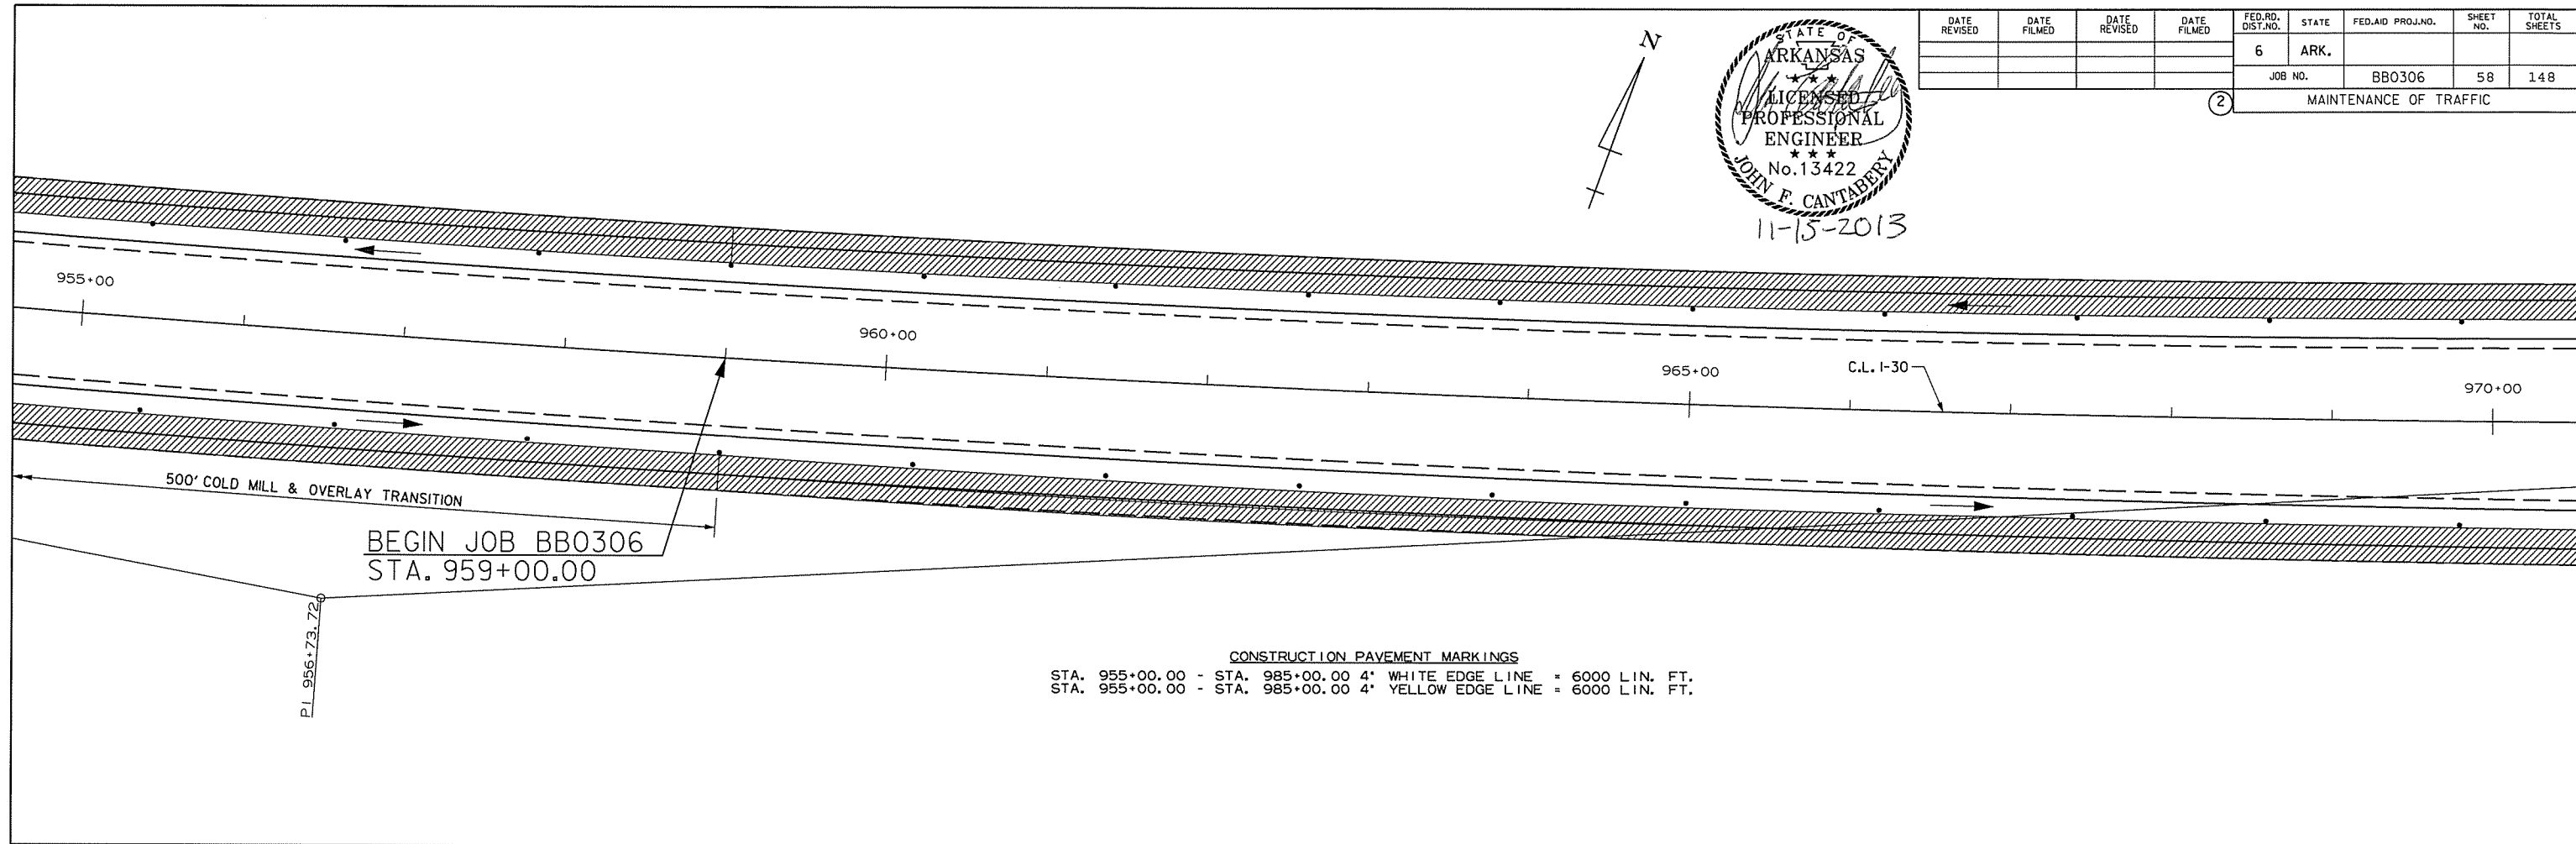 DATE REVISED
DATE FILMED
DATE REVISED
DATE FILMED
FED.RD. DIST.NO.
STATE
FED.AID PROJ.NO.
SHEET NO.
TOTAL SHEETS
6
ARK.
JOB NO.
BB0306
58
148
2
MAINTENANCE OF TRAFFIC
N
STATE OF
ARKANSAS
★ ★ ★
LICENSED
PROFESSIONAL
ENGINEER
★ ★ ★
No.13422
JOHN F. CANTABERY
11-15-2013
955+00
960+00
965+00
C.L. I-30
970+00
500' COLD MILL & OVERLAY TRANSITION
BEGIN JOB BB0306
STA. 959+00.00
PI 956+73.72
CONSTRUCTION PAVEMENT MARKINGS
STA. 955+00.00 - STA. 985+00.00 4" WHITE EDGE LINE = 6000 LIN. FT.
STA. 955+00.00 - STA. 985+00.00 4" YELLOW EDGE LINE = 6000 LIN. FT.